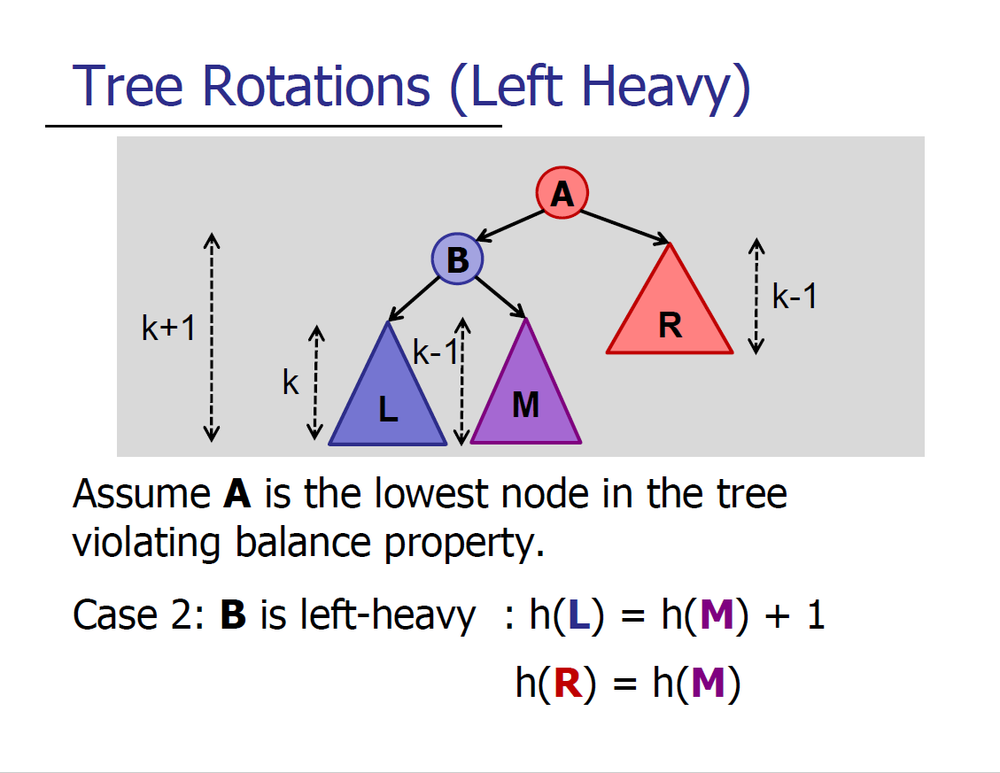 Tree Rotations (Left Heavy)
A
B
R
k-1
k+1
k
k-1
L
M
Assume A is the lowest node in the tree
violating balance property.
Case 2: B is left-heavy : h(L) = h(M) + 1
h(R) = h(M)